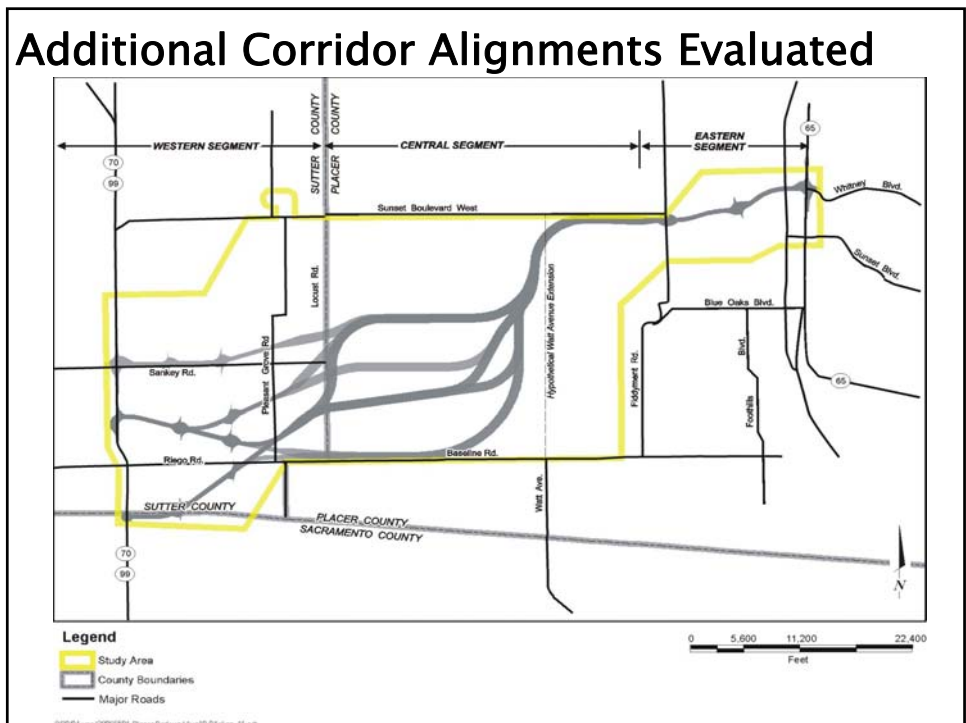 Additional Corridor Alignments Evaluated
WESTERN SEGMENT
SUTTER COUNTY
PLACER COUNTY
CENTRAL SEGMENT
EASTERN
SEGMENT
65
70
99
Whitney Blvd.
Sunset Boulevard West
Sunset Blvd.
Locust Rd.
Hypothetical Watt Avenue Extension
Blue Oaks Blvd.
Pleasant Grove Rd
Sankey Rd.
Fiddyment Rd.
Foothills Blvd.
65
Riego Rd.
Baseline Rd.
Watt Ave.
SUTTER COUNTY
PLACER COUNTY
SACRAMENTO COUNTY
70
99
N
Legend
Study Area
County Boundaries
Major Roads
0 5,600 11,200 22,400
Feet